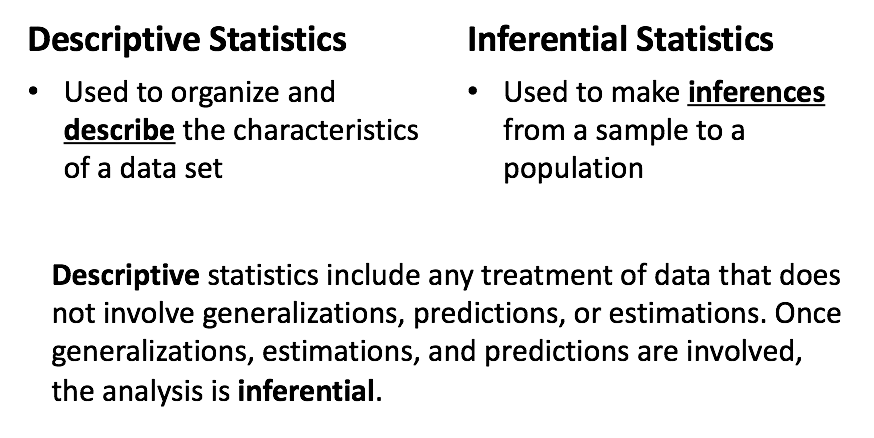 Descriptive Statistics
• Used to organize and
describe the characteristics
of a data set
Inferential Statistics
• Used to make inferences
from a sample to a
population
Descriptive statistics include any treatment of data that does
not involve generalizations, predictions, or estimations. Once
generalizations, estimations, and predictions are involved,
the analysis is inferential.